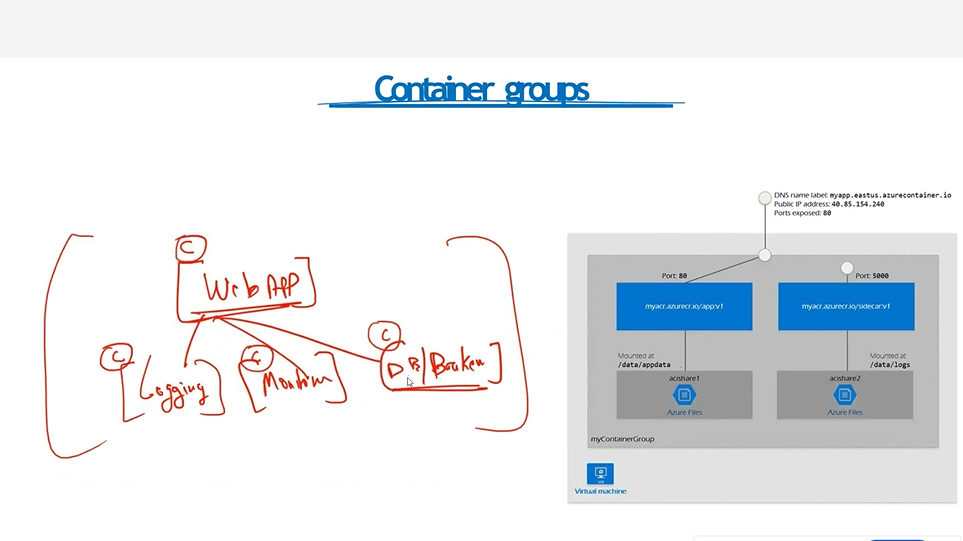 Container groups
DNS name label: myapp.eastus.azurecontainer.io
Public IP address: 40.85.154.240
Ports exposed: 80
C
Web APP
C
Logging
C
C
DB/
Port: 80
Port: 5000
myacr.azurecr.io/app:v1
myacr.azurecr.io/sidecar:v1
Mounted at
/data/appdata
Mounted at
/data/logs
acishare1
acishare2
Azure Files
Azure Files
myContainerGroup
VM
Virtual machine